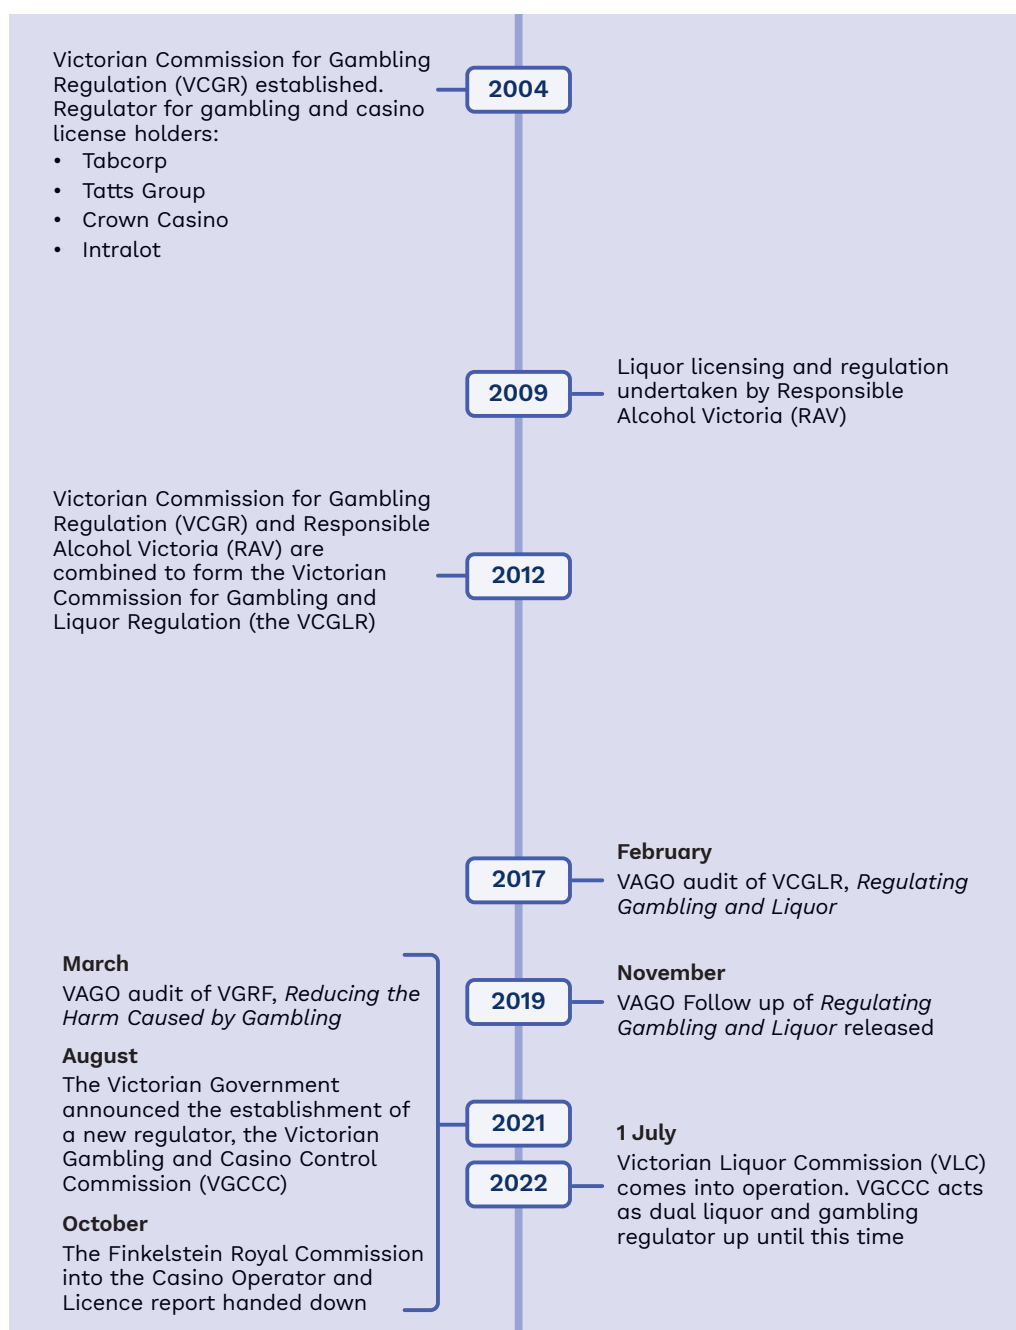 Victorian Commission for Gambling
Regulation (VCGR) established.
Regulator for gambling and casino
license holders:
• Tabcorp
• Tatts Group
• Crown Casino
• Intralot
2004
2009
Liquor licensing and regulation
undertaken by Responsible
Alcohol Victoria (RAV)
Victorian Commission for Gambling
Regulation (VCGR) and Responsible
Alcohol Victoria (RAV) are
combined to form the Victorian
Commission for Gambling and
Liquor Regulation (the VCGLR)
2012
2017
February
VAGO audit of VCGLR, Regulating
Gambling and Liquor
2019
November
VAGO Follow up of Regulating
Gambling and Liquor released
March
VAGO audit of VGRF, Reducing the
Harm Caused by Gambling
August
The Victorian Government
announced the establishment of
a new regulator, the Victorian
Gambling and Casino Control
Commission (VGCCC)
October
The Finkelstein Royal Commission
into the Casino Operator and
Licence report handed down
2021
2022
1 July
Victorian Liquor Commission (VLC)
comes into operation. VGCCC acts
as dual liquor and gambling
regulator up until this time